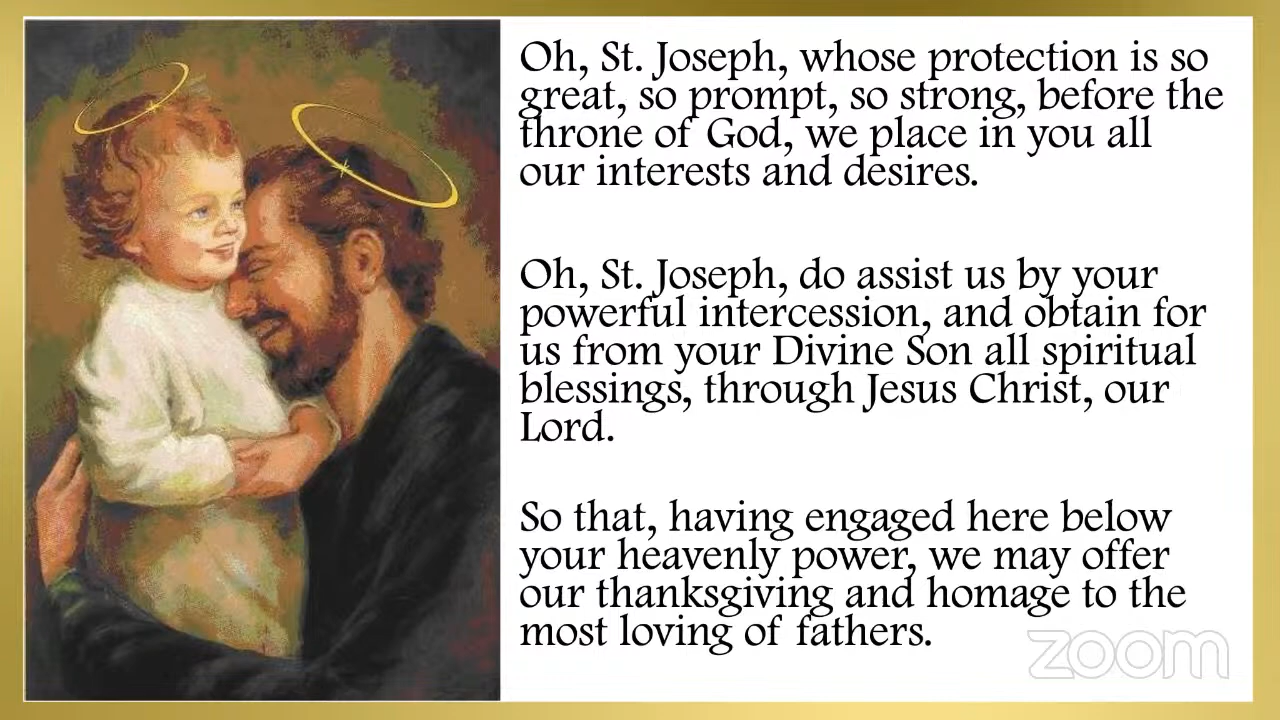 Oh, St. Joseph, whose protection is so
great, so prompt, so strong, before the
throne of God, we place in you all
our interests and desires.
Oh, St. Joseph, do assist us by your
powerful intercession, and obtain for
us from your Divine Son all spiritual
blessings, through Jesus Christ, our
Lord.
So that, having engaged here below
your heavenly power, we may offer
our thanksgiving and homage to the
most loving of fathers.
zoom